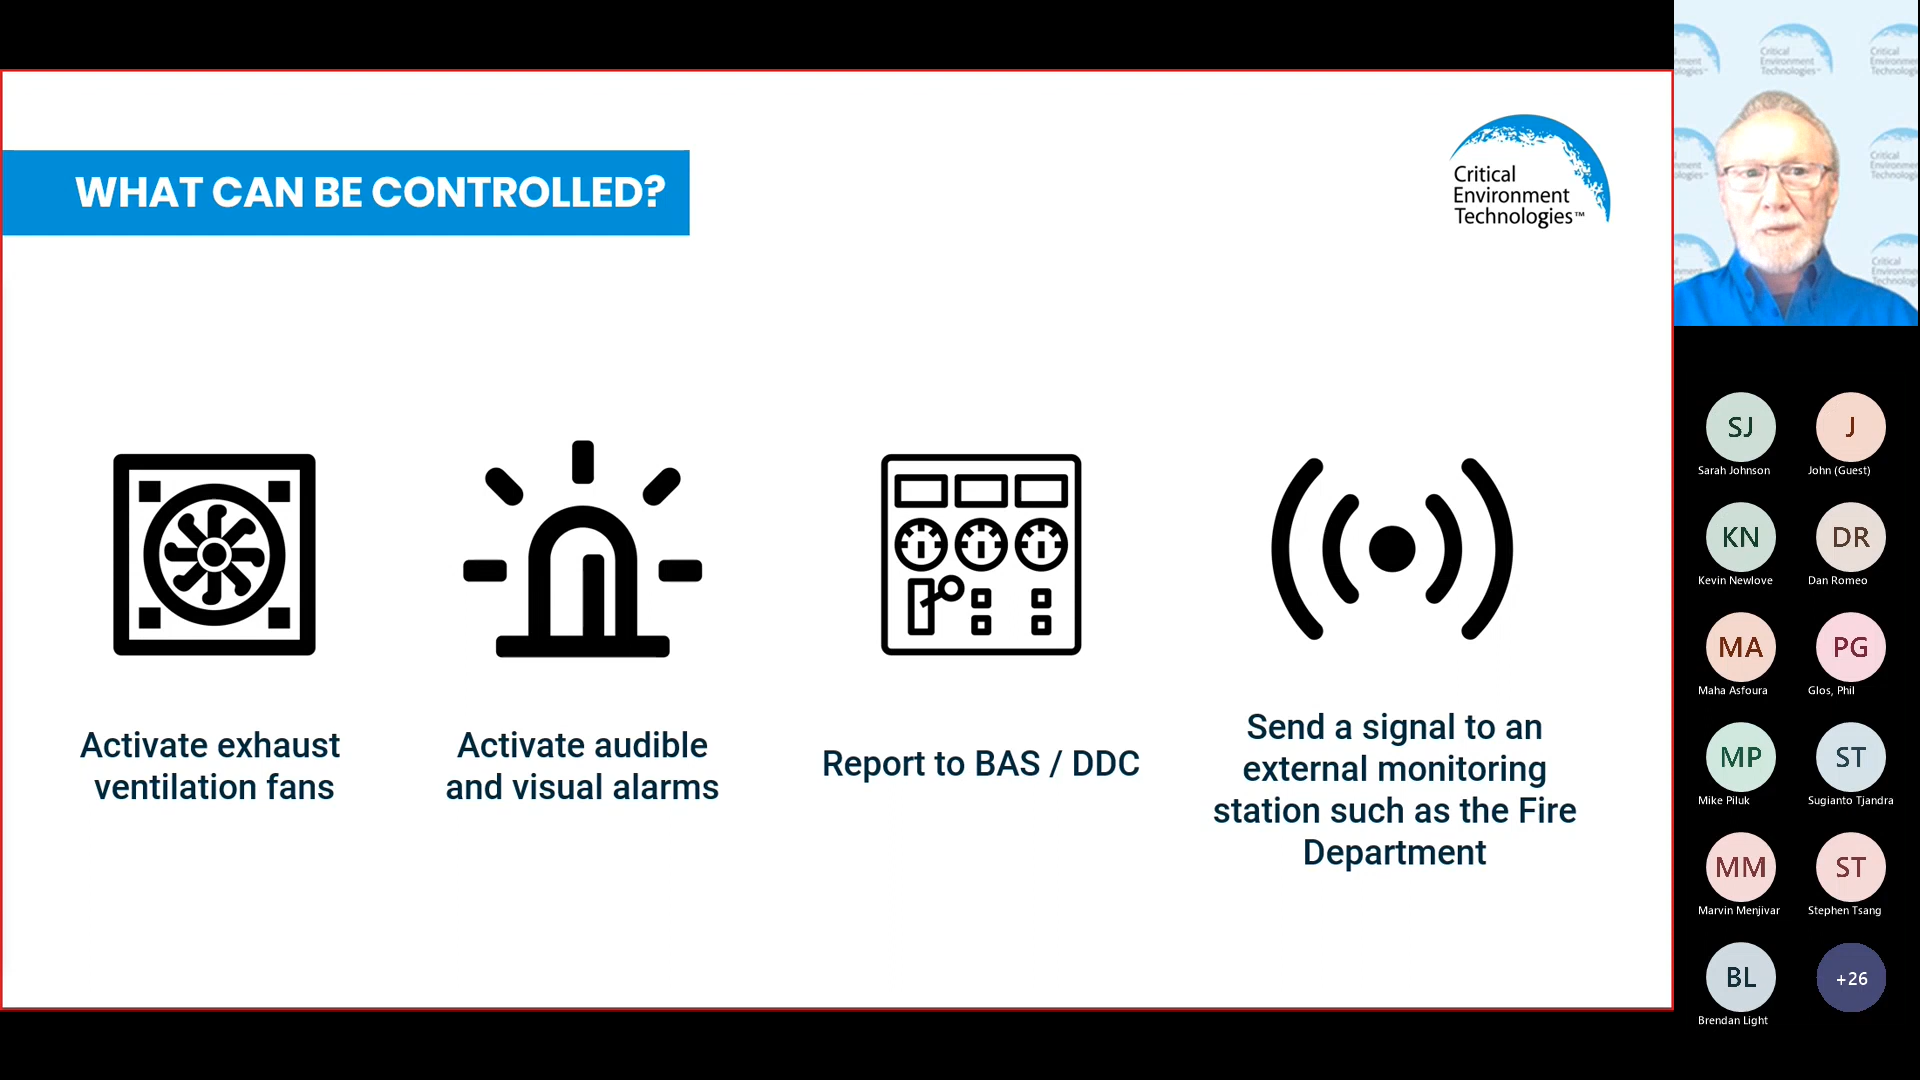 WHAT CAN BE CONTROLLED?
Critical
Environment
Technologies™
Activate exhaust
ventilation fans
Activate audible
and visual alarms
Report to BAS / DDC
Send a signal to an
external monitoring
station such as the Fire
Department
Critical
Environment
Technologies™
SJ
Sarah Johnson
J
John (Guest)
KN
Kevin Newlove
DR
Dan Romeo
MA
Maha Asfoura
PG
Glos, Phil
MP
Mike Piluk
ST
Sugianto Tjandra
MM
Marvin Menjivar
ST
Stephen Tsang
BL
Brendan Light
+26